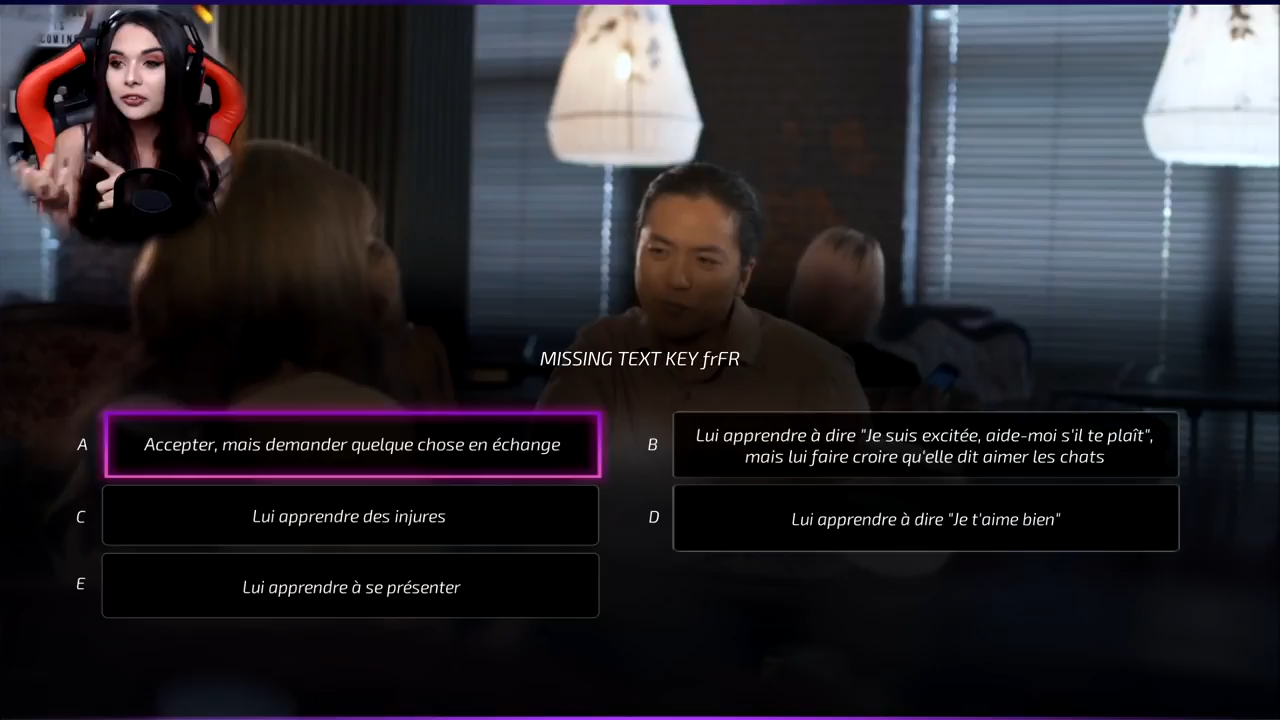 COMING
MISSING TEXT KEY frFR
A
Accepter, mais demander quelque chose en échange
B
Lui apprendre à dire "Je suis excitée, aide-moi s'il te plaît",
mais lui faire croire qu'elle dit aimer les chats
C
Lui apprendre des injures
D
Lui apprendre à dire "Je t'aime bien"
E
Lui apprendre à se présenter